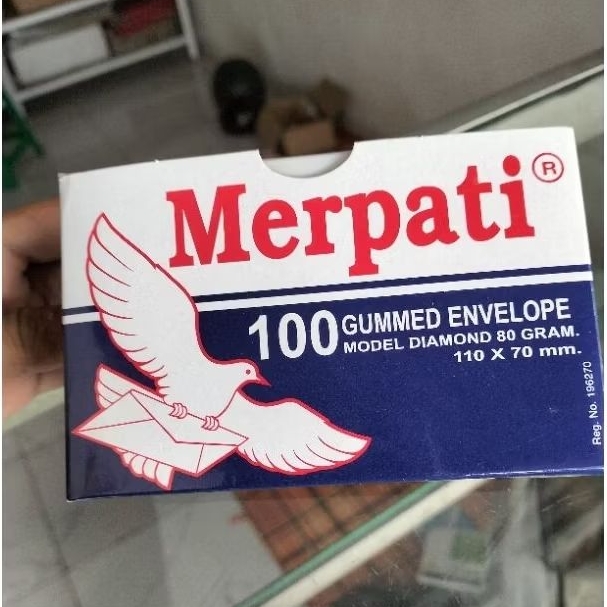 Merpati ®
100 GUMMED ENVELOPE
MODEL DIAMOND 80 GRAM.
110 X 70 mm.
Reg. No. 196270